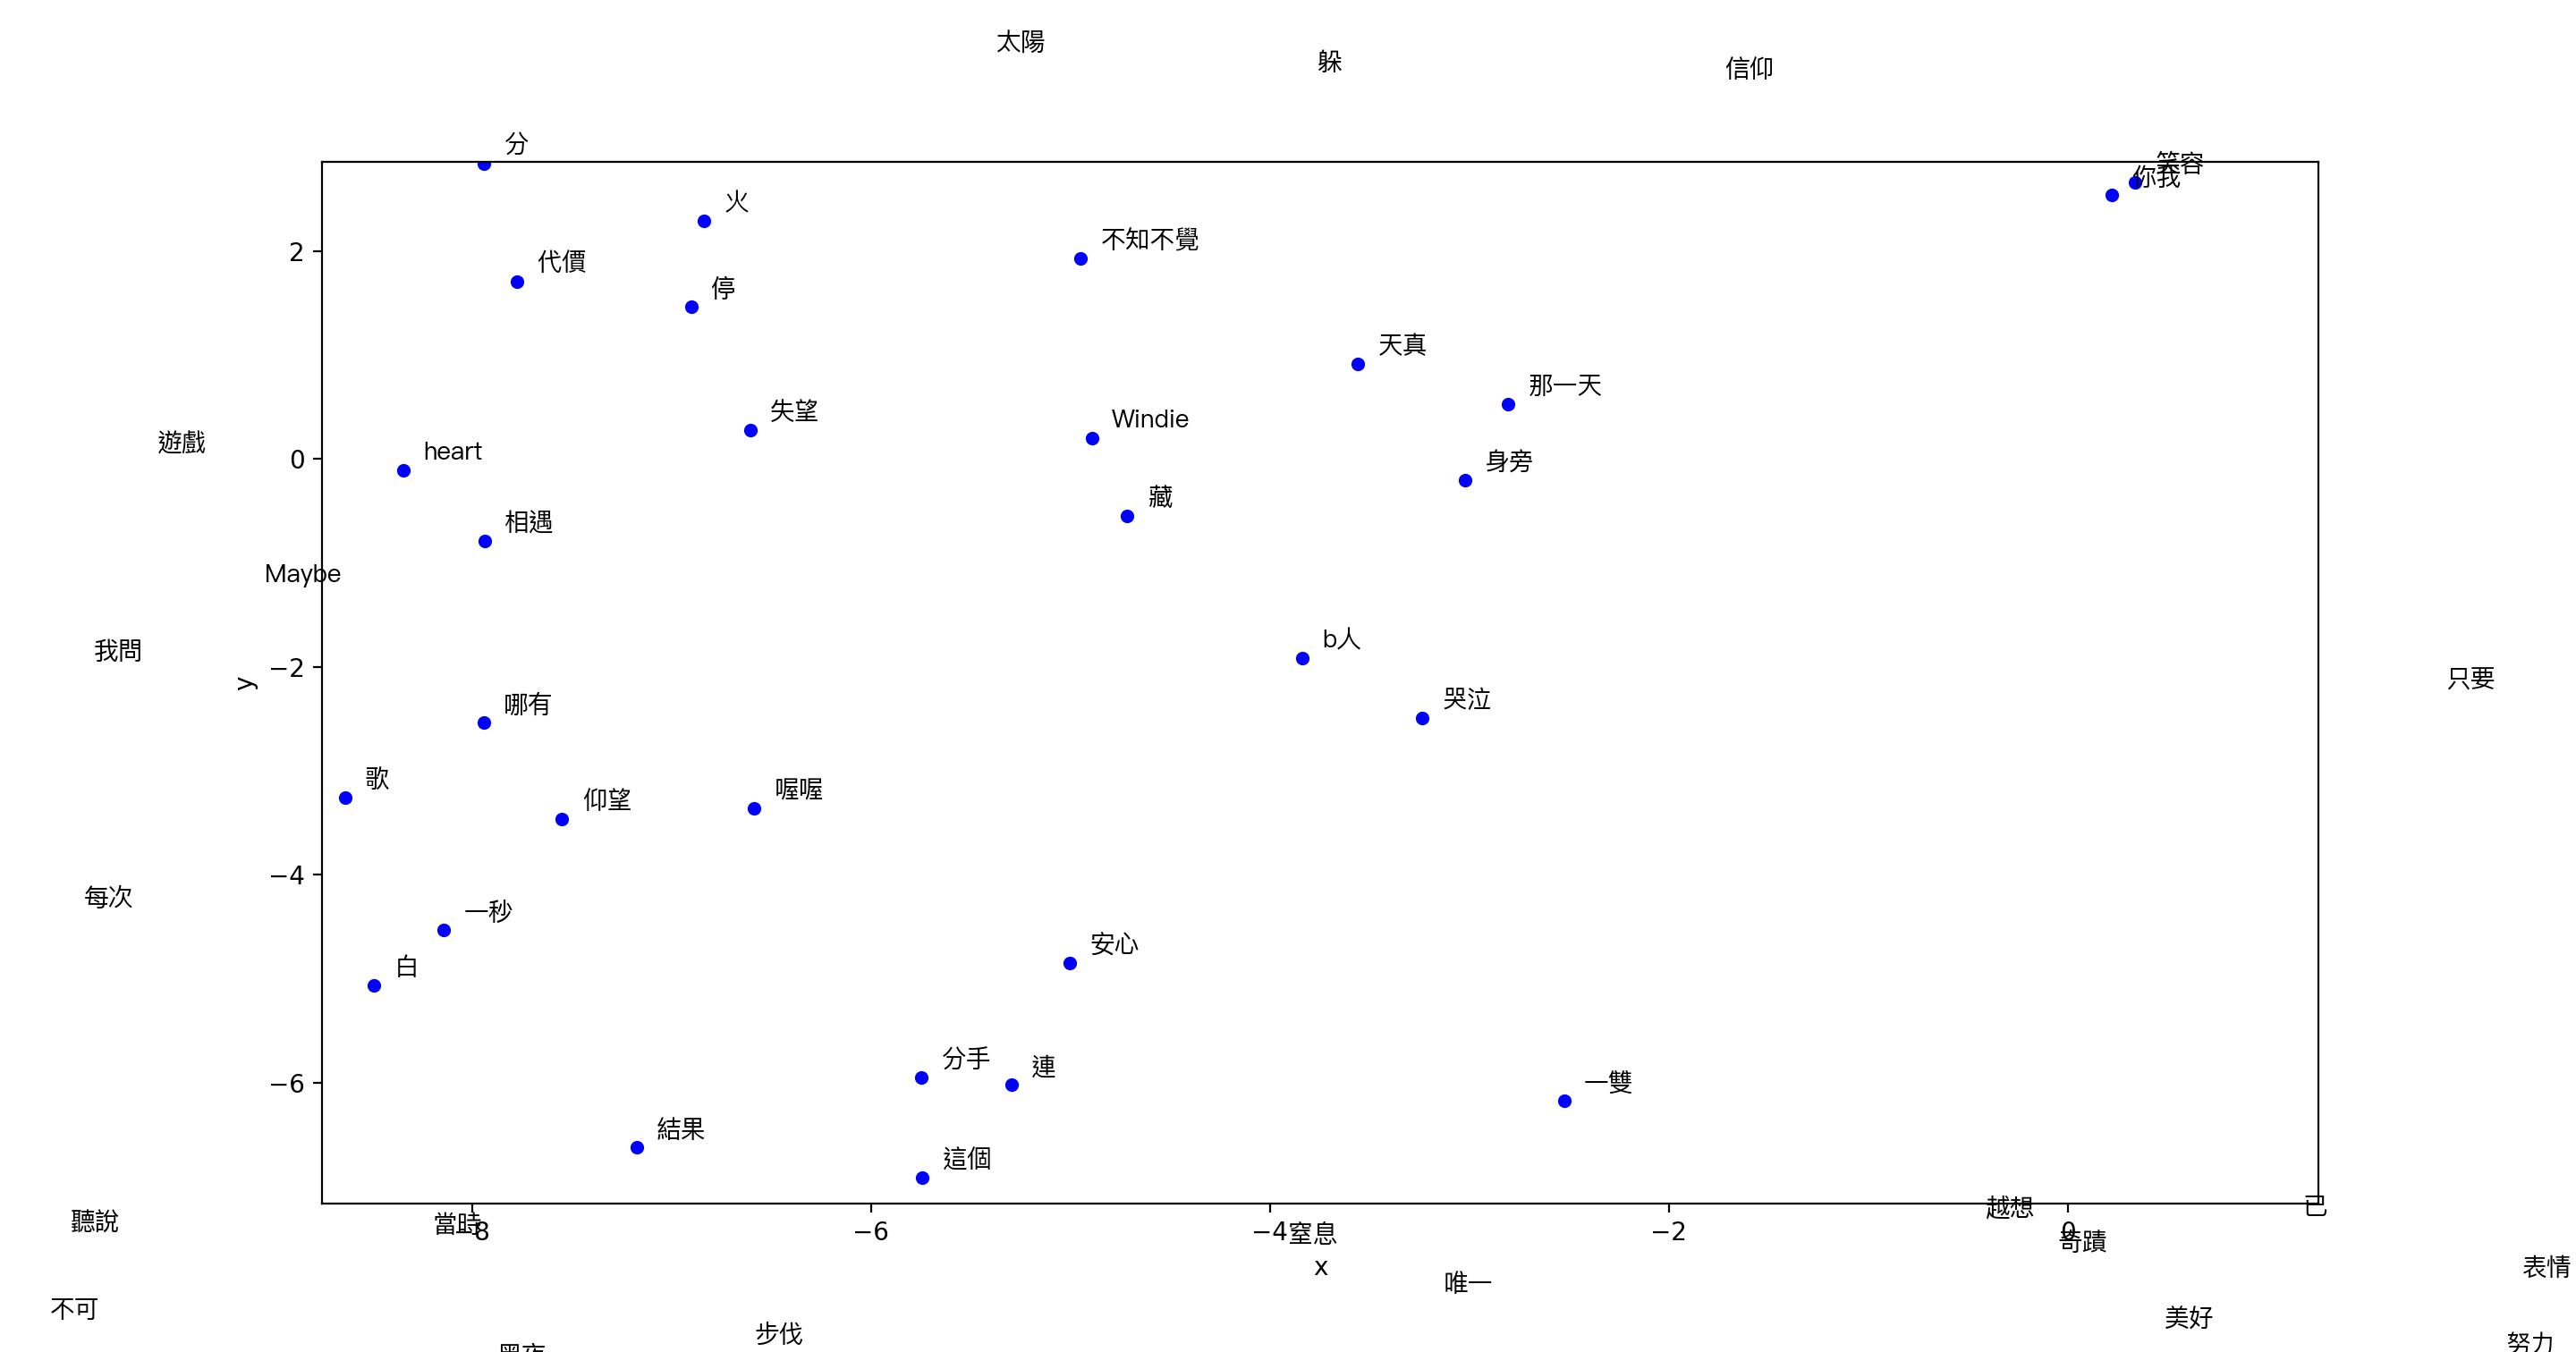 太陽
躲
信仰
分
笑容
你我
火
2
不知不覺
代價
停
天真
那一天
失望
Windie
遊戲
0
heart
身旁
藏
相遇
Maybe
b人
我問
−2
y
只要
哭泣
哪有
歌
喔喔
仰望
−4
每次
一秒
安心
白
分手
連
−6
一雙
結果
這個
越想
已
聽說
當時
−8
−6
−4
窒息
−2
0
奇蹟
x
表情
唯一
不可
美好
步伐
努力
黑夜